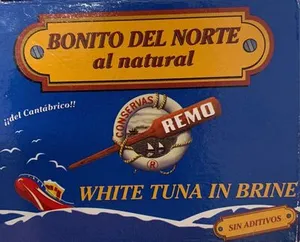 BONITO DEL NORTE
al natural
¡¡del Cantábrico!!
CONSERVAS
REMO
®
WHITE TUNA IN BRINE
SIN ADITIVOS